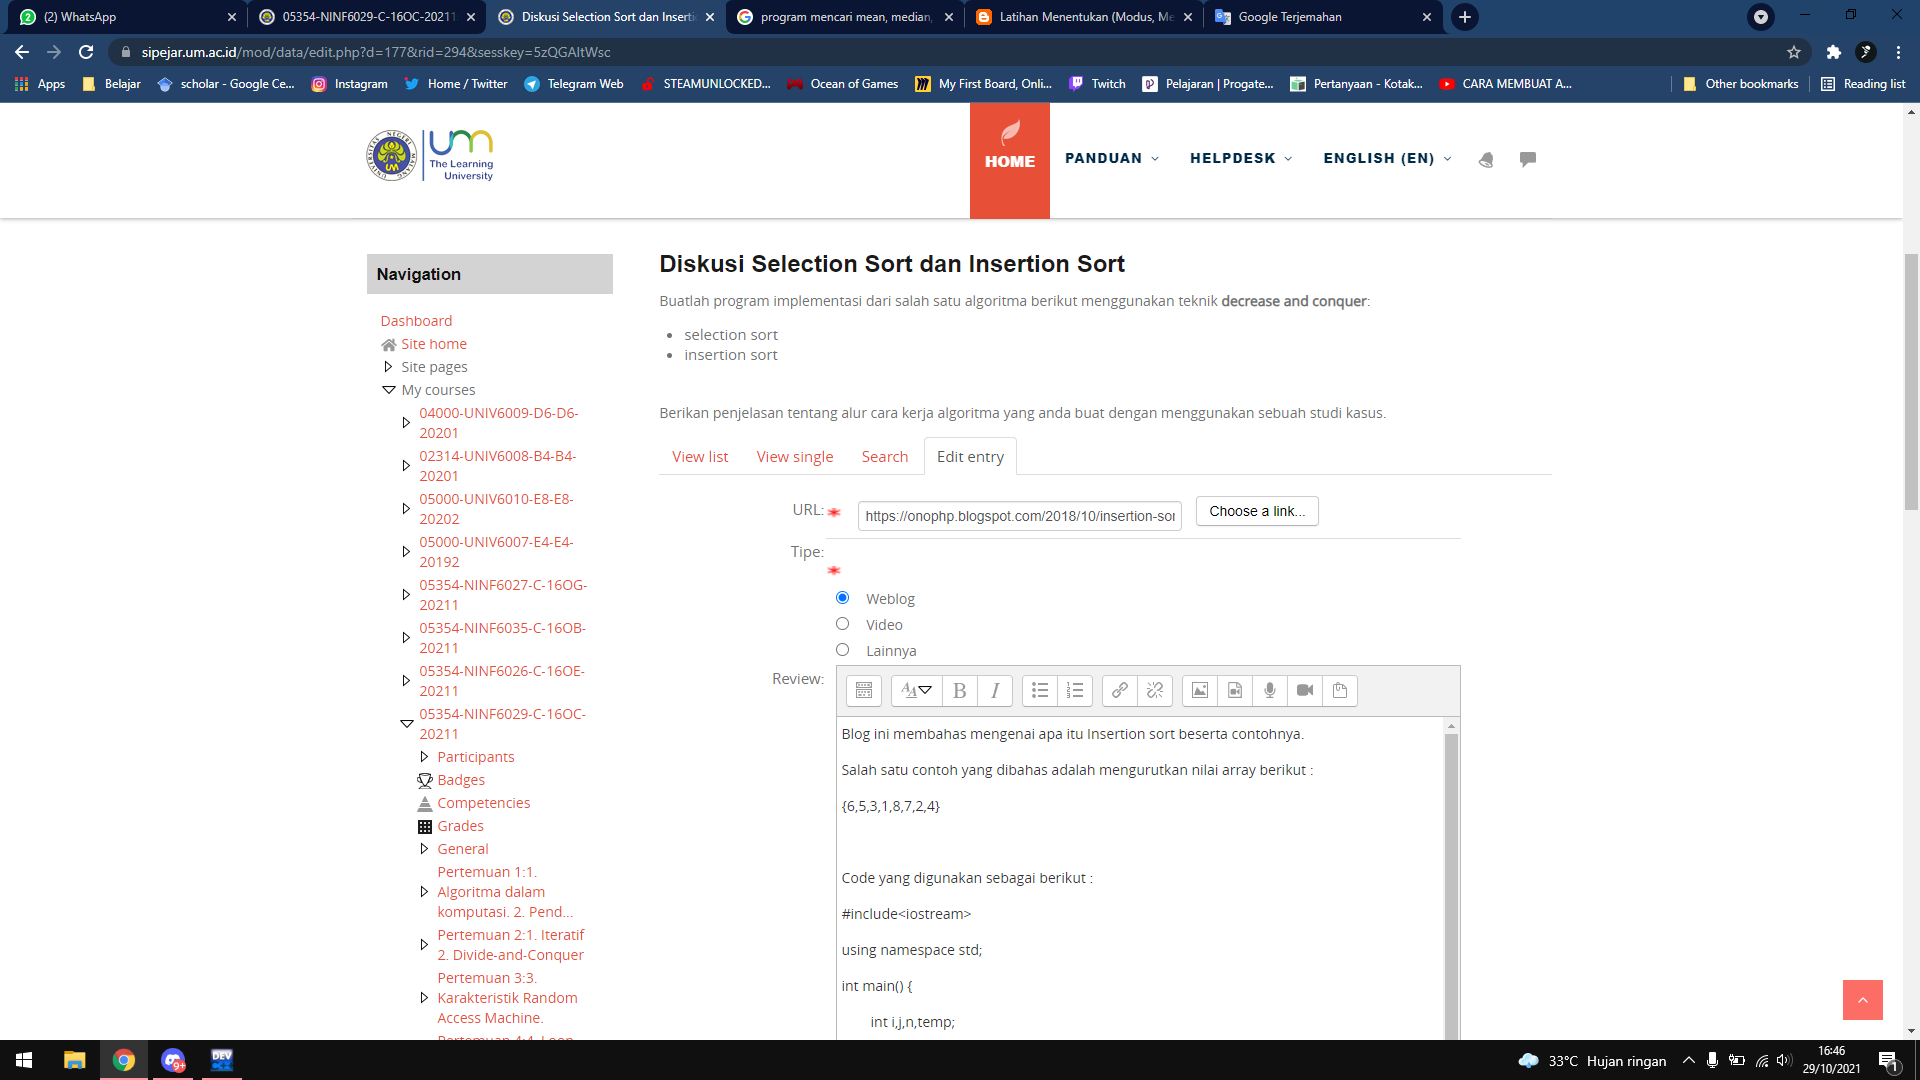 (2) WhatsApp
05354-NINF6029-C-16OC-20211
Diskusi Selection Sort dan Inserti
program mencari mean, median,
Latihan Menentukan (Modus, Me
Google Terjemahan
sipejar.um.ac.id/mod/data/edit.php?d=177&rid=294&sesskey=5zQGAltWsc
Apps
Belajar
scholar - Google Ce...
Instagram
Home / Twitter
Telegram Web
STEAMUNLOCKED...
Ocean of Games
My First Board, Onli...
Twitch
Pelajaran | Progate...
Pertanyaan - Kotak...
CARA MEMBUAT A...
Other bookmarks
Reading list
um
The Learning
University
HOME
PANDUAN
HELPDESK
ENGLISH (EN)
Navigation
Dashboard
Site home
Site pages
My courses
04000-UNIV6009-D6-D6-
20201
02314-UNIV6008-B4-B4-
20201
05000-UNIV6010-E8-E8-
20202
05000-UNIV6007-E4-E4-
20192
05354-NINF6027-C-16OG-
20211
05354-NINF6035-C-16OB-
20211
05354-NINF6026-C-16OE-
20211
05354-NINF6029-C-16OC-
20211
Participants
Badges
Competencies
Grades
General
Pertemuan 1:1.
Algoritma dalam
komputasi. 2. Pend...
Pertemuan 2:1. Iteratif
2. Divide-and-Conquer
Pertemuan 3:3.
Karakteristik Random
Access Machine.
Diskusi Selection Sort dan Insertion Sort
Buatlah program implementasi dari salah satu algoritma berikut menggunakan teknik decrease and conquer:
• selection sort
• insertion sort
Berikan penjelasan tentang alur cara kerja algoritma yang anda buat dengan menggunakan sebuah studi kasus.
View list
View single
Search
Edit entry
URL:
https://onophp.blogspot.com/2018/10/insertion-sor
Choose a link...
Tipe:
Weblog
Video
Lainnya
Review:
Blog ini membahas mengenai apa itu Insertion sort beserta contohnya.
Salah satu contoh yang dibahas adalah mengurutkan nilai array berikut :
{6,5,3,1,8,7,2,4}
Code yang digunakan sebagai berikut :
#include<iostream>
using namespace std;
int main() {
int i,j,n,temp;
9+
DEV
33°C Hujan ringan
16:46
29/10/2021
1